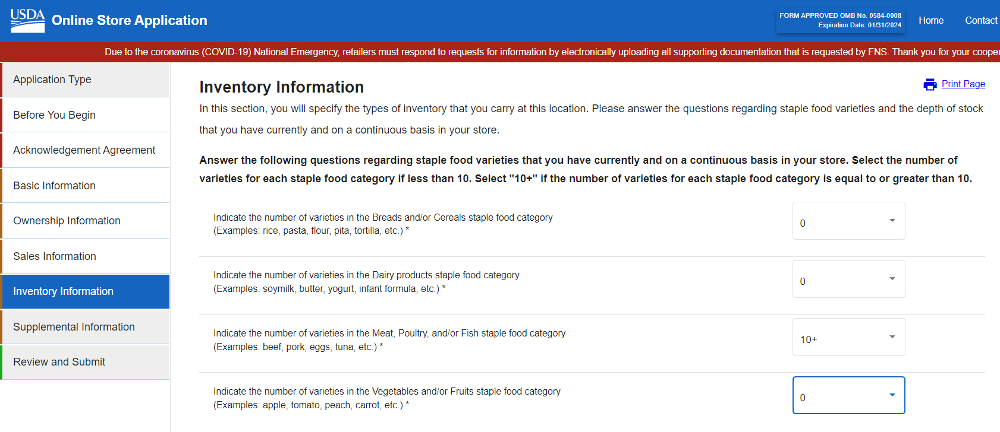 USDA
Online Store Application
FORM APPROVED OMB No. 0584-0008
Expiration Date: 01/31/2024
Home
Contact
Due to the coronavirus (COVID-19) National Emergency, retailers must respond to requests for information by electronically uploading all supporting documentation that is requested by FNS. Thank you for your cooper
Application Type
Before You Begin
Acknowledgement Agreement
Basic Information
Ownership Information
Sales Information
Inventory Information
Supplemental Information
Review and Submit
Inventory Information
Print Page
In this section, you will specify the types of inventory that you carry at this location. Please answer the questions regarding staple food varieties and the depth of stock
that you have currently and on a continuous basis in your store.
Answer the following questions regarding staple food varieties that you have currently and on a continuous basis in your store. Select the number of
varieties for each staple food category if less than 10. Select "10+" if the number of varieties for each staple food category is equal to or greater than 10.
Indicate the number of varieties in the Breads and/or Cereals staple food category
(Examples: rice, pasta, flour, pita, tortilla, etc.) *
0
Indicate the number of varieties in the Dairy products staple food category
(Examples: soymilk, butter, yogurt, infant formula, etc.) *
0
Indicate the number of varieties in the Meat, Poultry, and/or Fish staple food category
(Examples: beef, pork, eggs, tuna, etc.) *
10+
Indicate the number of varieties in the Vegetables and/or Fruits staple food category
(Examples: apple, tomato, peach, carrot, etc.) *
0